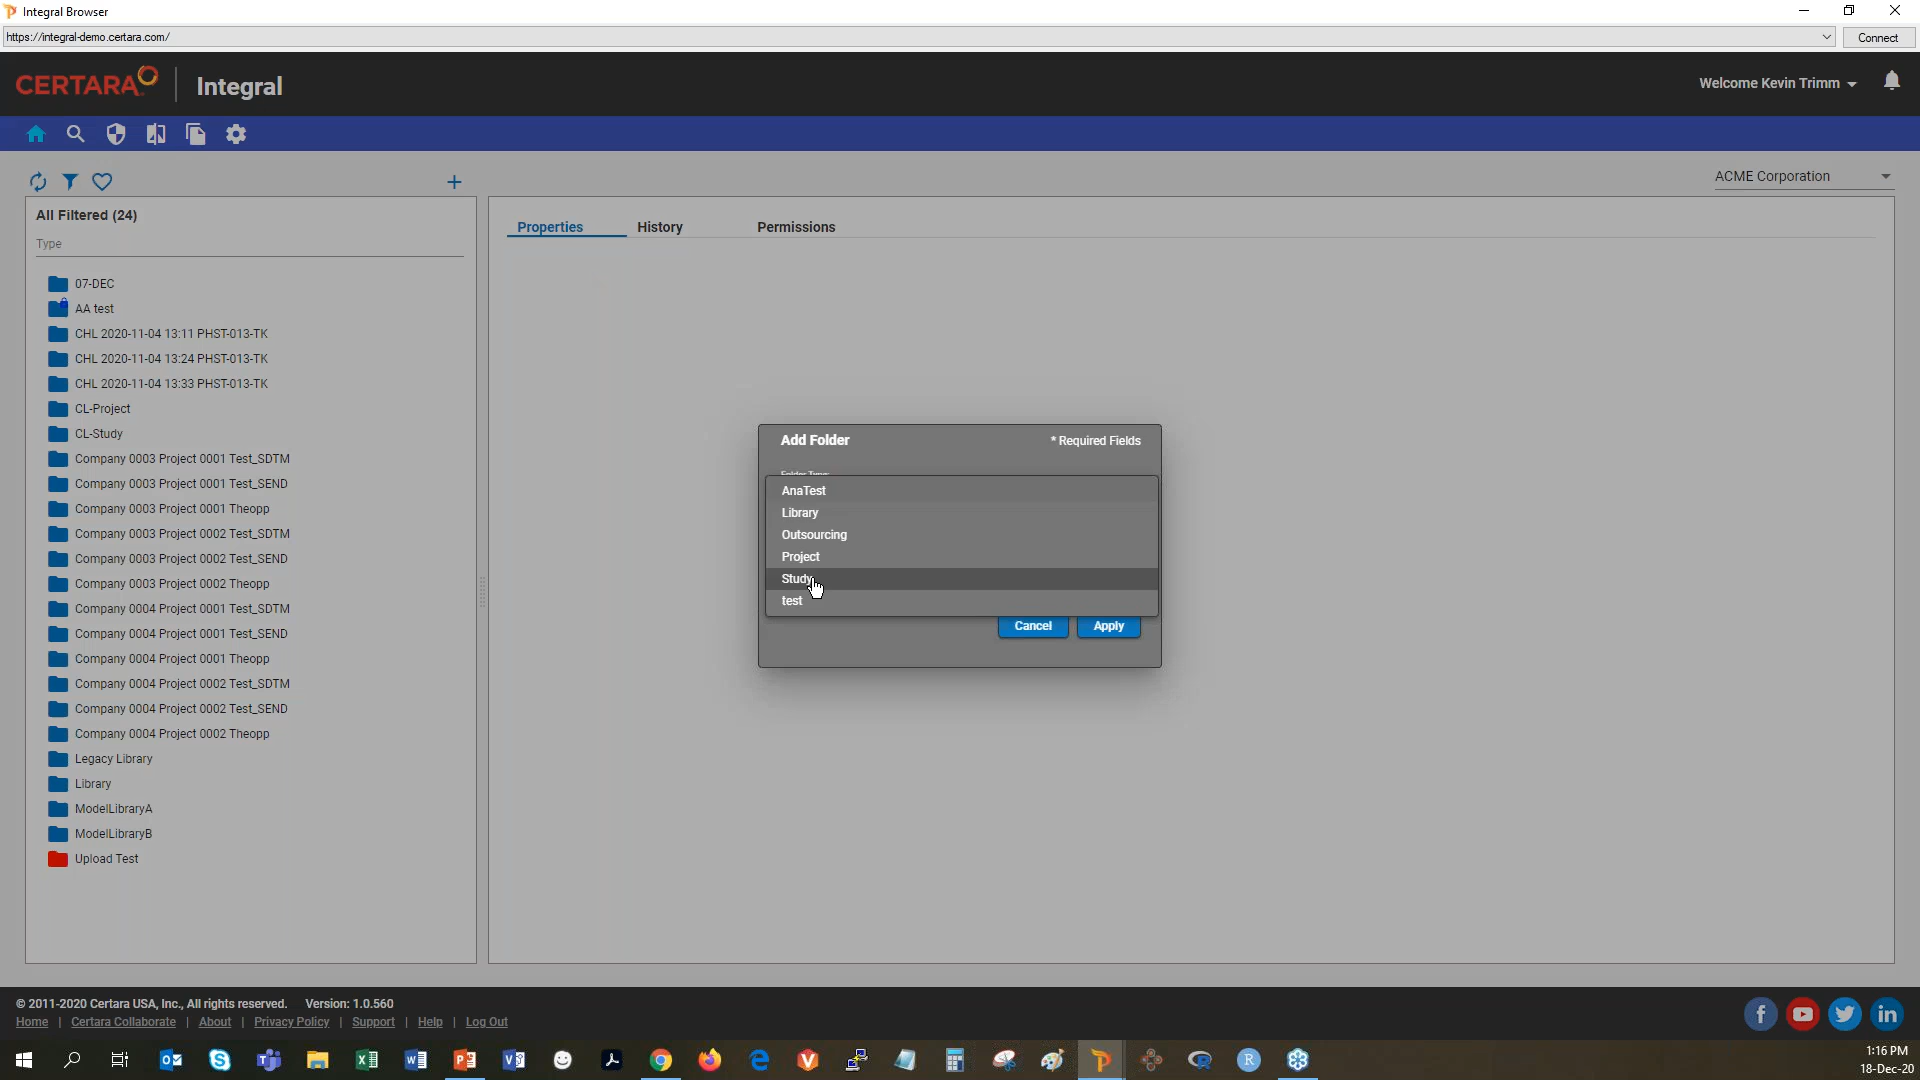 Integral Browser
https://integral-demo.certara.com/
Connect
CERTARA
Integral
Welcome Kevin Trimm
ACME Corporation
All Filtered (24)
Type
Properties
History
Permissions
07-DEC
AA test
CHL 2020-11-04 13:11 PHST-013-TK
CHL 2020-11-04 13:24 PHST-013-TK
CHL 2020-11-04 13:33 PHST-013-TK
CL-Project
CL-Study
Company 0003 Project 0001 Test_SDTM
Company 0003 Project 0001 Test_SEND
Company 0003 Project 0001 Theopp
Company 0003 Project 0002 Test_SDTM
Company 0003 Project 0002 Test_SEND
Company 0003 Project 0002 Theopp
Company 0004 Project 0001 Test_SDTM
Company 0004 Project 0001 Test_SEND
Company 0004 Project 0001 Theopp
Company 0004 Project 0002 Test_SDTM
Company 0004 Project 0002 Test_SEND
Company 0004 Project 0002 Theopp
Legacy Library
Library
ModelLibraryA
ModelLibraryB
Upload Test
Add Folder
* Required Fields
Folder Type:
AnaTest
Library
Outsourcing
Project
Study
test
Cancel
Apply
© 2011-2020 Certara USA, Inc., All rights reserved. Version: 1.0.560
Home | Certara Collaborate | About | Privacy Policy | Support | Help | Log Out
1:16 PM
18-Dec-20